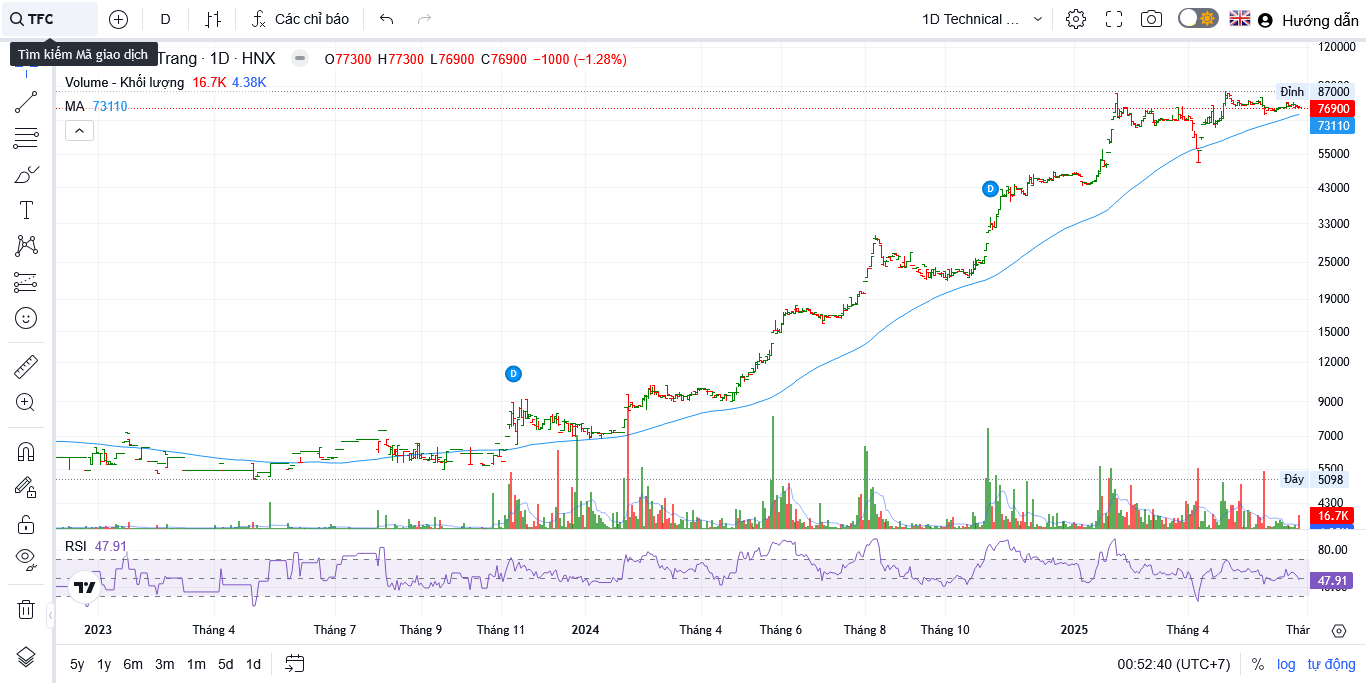 TFC
D
Các chỉ báo
1D Technical ...
Hướng dẫn
Tìm kiếm Mã giao dịch
Trang · 1D · HNX
O77300 H77300 L76900 C76900 −1000 (−1.28%)
Volume - Khối lượng 16.7K 4.38K
MA 73110
120000
Đỉnh 87000
76900
73110
55000
43000
D
33000
25000
19000
15000
12000
D
9000
7000
5500
Đáy 5098
4300
16.7K
RSI 47.91
80.00
47.91
2023 Tháng 4 Tháng 7 Tháng 9 Tháng 11 2024 Tháng 4 Tháng 6 Tháng 8 Tháng 10 2025 Tháng 4 Thár
5y 1y 6m 3m 1m 5d 1d
00:52:40 (UTC+7) % log tự động